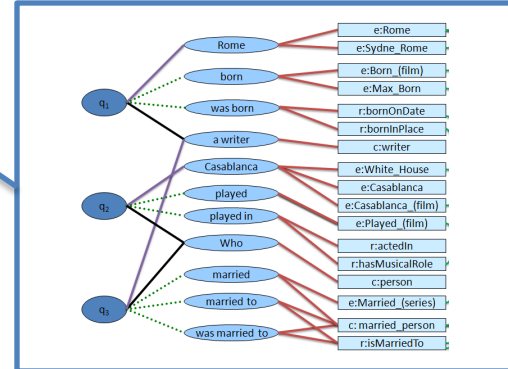 q1
q2
q3
Rome
born
was born
a writer
Casablanca
played
played in
Who
married
married to
was married to
e:Rome
e:Sydne_Rome
e:Born_(film)
e:Max_Born
r:bornOnDate
r:bornInPlace
c:writer
e:White_House
e:Casablanca
e:Casablanca_(film)
e:Played_(film)
r:actedIn
r:hasMusicalRole
c:person
e:Married_(series)
c: married_person
r:isMarriedTo